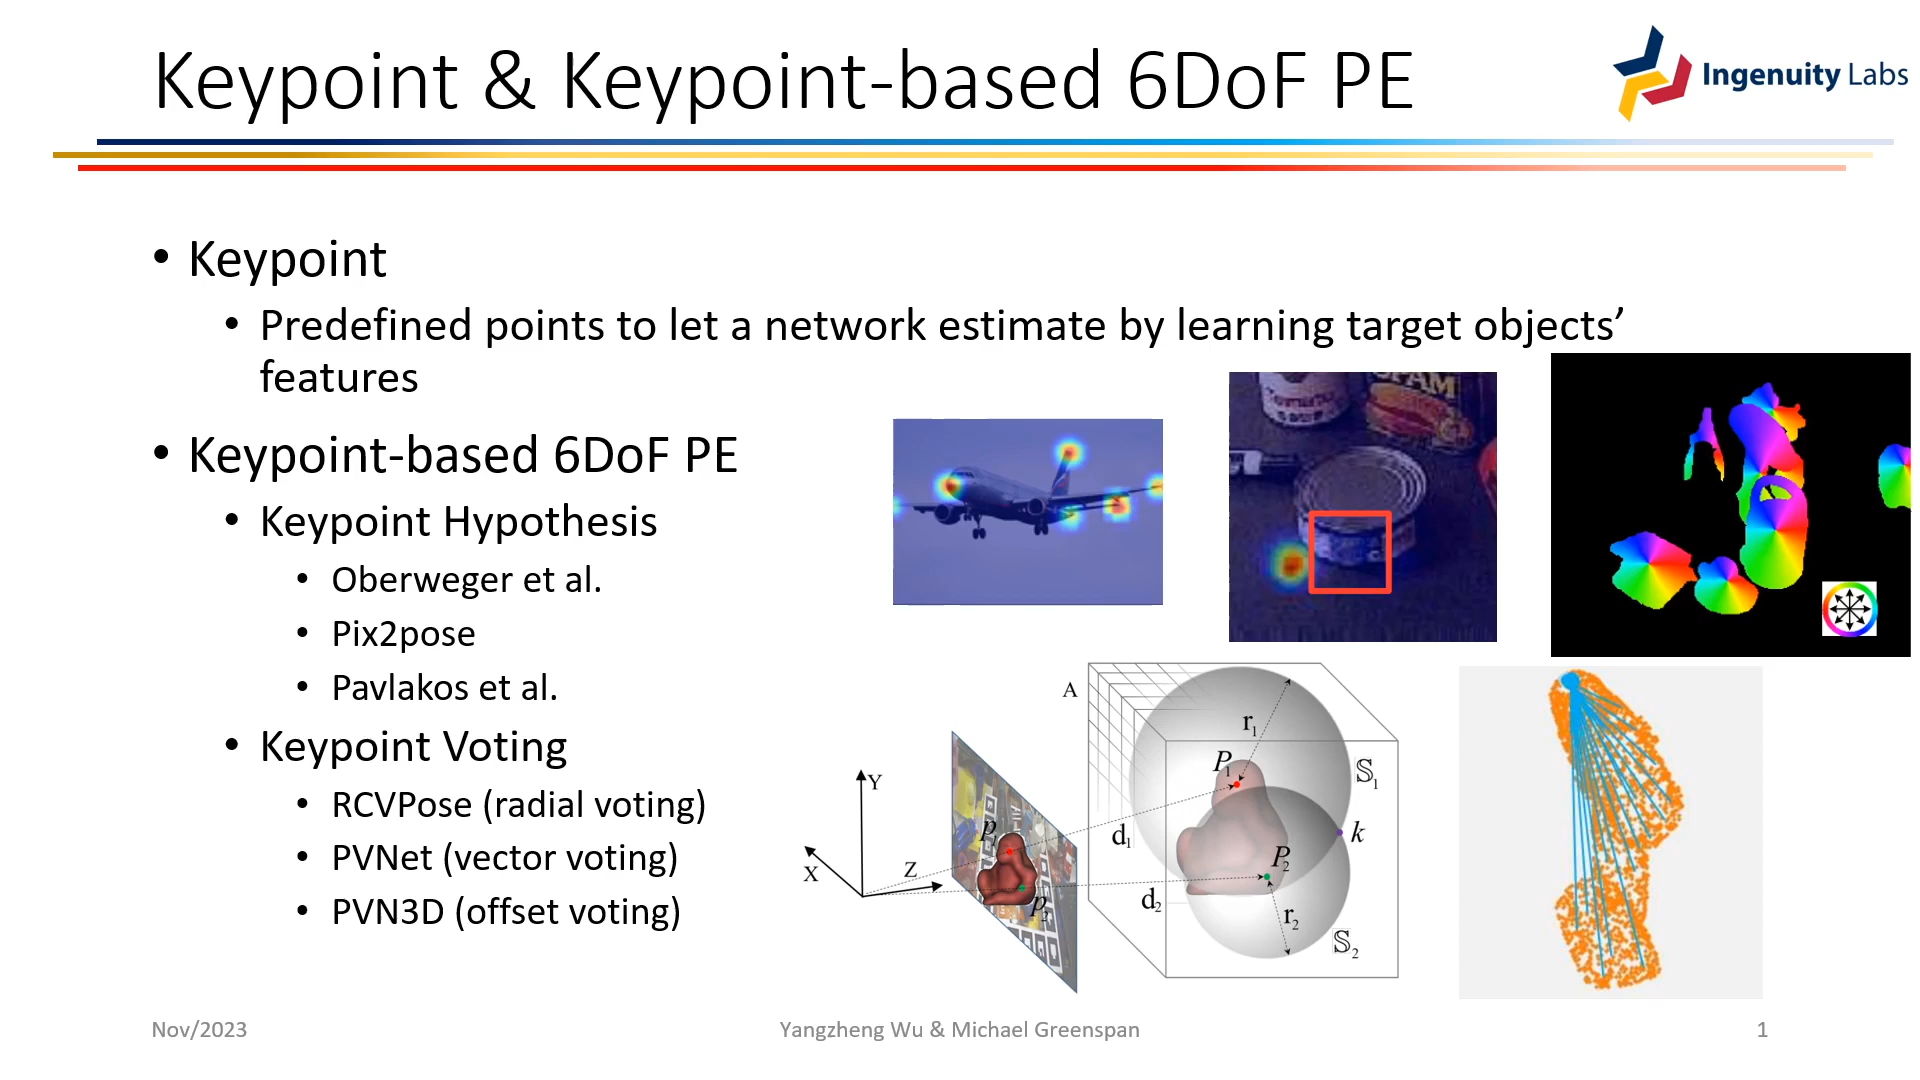 Keypoint & Keypoint-based 6DoF PE
Ingenuity Labs
• Keypoint
• Predefined points to let a network estimate by learning target objects’
features
• Keypoint-based 6DoF PE
• Keypoint Hypothesis
• Oberweger et al.
• Pix2pose
• Pavlakos et al.
• Keypoint Voting
• RCVPose (radial voting)
• PVNet (vector voting)
• PVN3D (offset voting)
SPAM
A
r₁
P₁
𝕊₁
Y
p₁
d₁
k
X
Z
P₂
p₂
d₂
r₂
𝕊₂
Nov/2023
Yangzheng Wu & Michael Greenspan
1